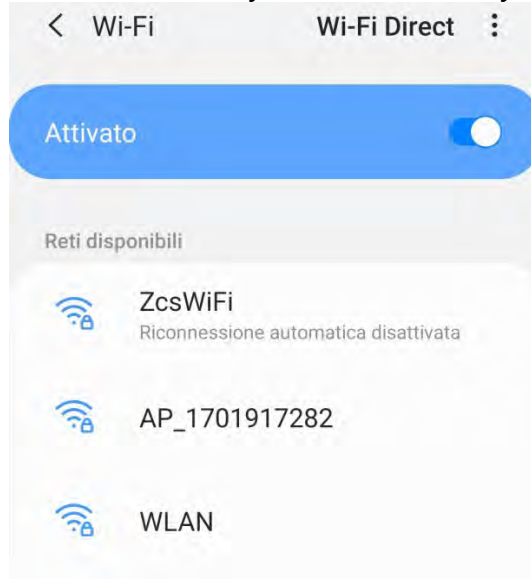 Wi-Fi Wi-Fi Direct
Attivato
Reti disponibili
ZcsWiFi
Riconnessione automatica disattivata
AP_1701917282
WLAN